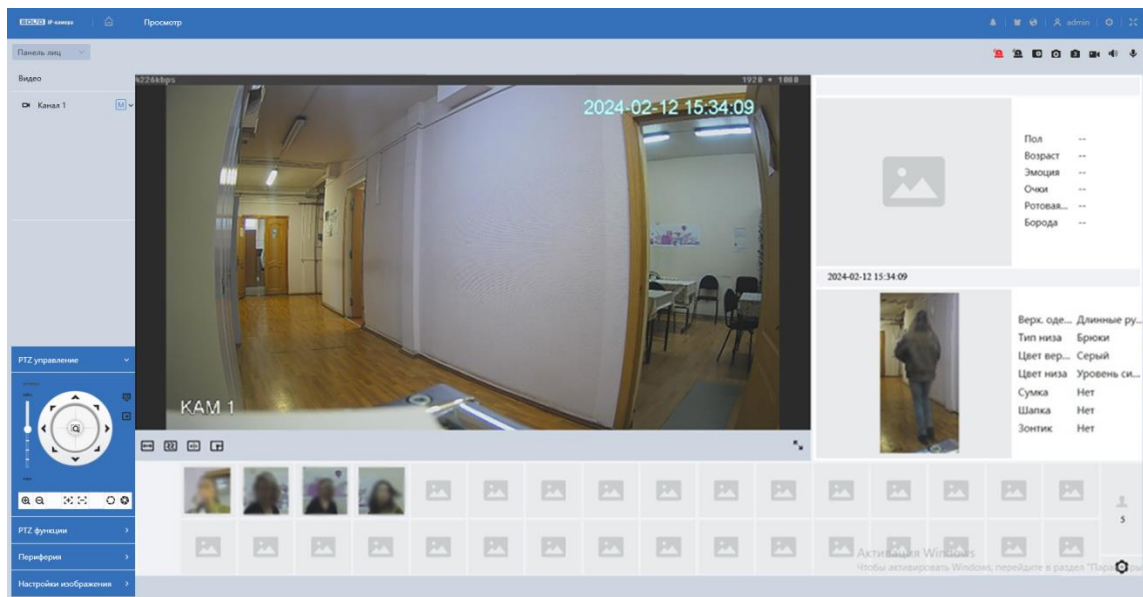 BOLID IP-камера
Просмотр
admin
Панель лиц
Видео
Канал 1
M
4226kbps
1920 * 1080
2024-02-12 15:34:09
КАМ 1
Пол --
Возраст --
Эмоция --
Очки --
Ротовая... --
Борода --
2024-02-12 15:34:09
Верх. оде... Длинные ру...
Тип низа Брюки
Цвет вер... Серый
Цвет низа Уровень си...
Сумка Нет
Шапка Нет
Зонтик Нет
PTZ управление
PTZ функции
Периферия
Настройки изображения
5
Активация Windows
Чтобы активировать Windows, перейдите в раздел "Параметры